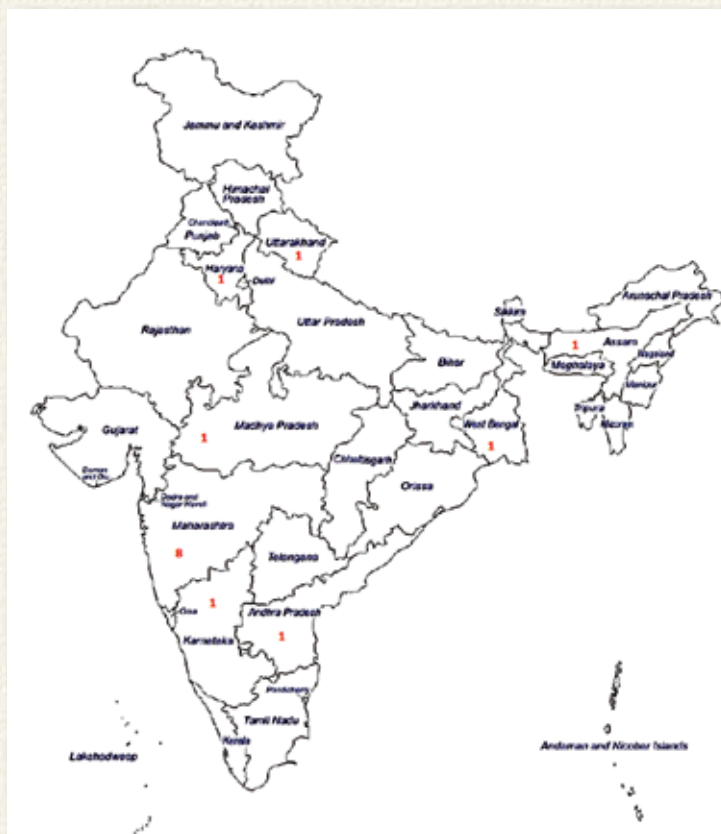 Jammu and Kashmir
Himachal
Pradesh
Chandigarh
Punjab
Uttarakhand
1
Haryana
1
Delhi
Arunachal Pradesh
Sikkim
Rajasthan
Uttar Pradesh
Assam
1
Nagaland
Bihar
Meghalaya
Manipur
Tripura
Mizoram
Jharkhand
West Bengal
1
Gujarat
Madhya Pradesh
1
Chhattisgarh
Daman
and Diu
Orissa
Dadra and
Nagar Haveli
Maharashtra
8
Telangana
1
Goa
Andhra Pradesh
1
Karnataka
Pondicherry
Tamil Nadu
Kerala
Lakshadweep
Andaman and Nicobar Islands